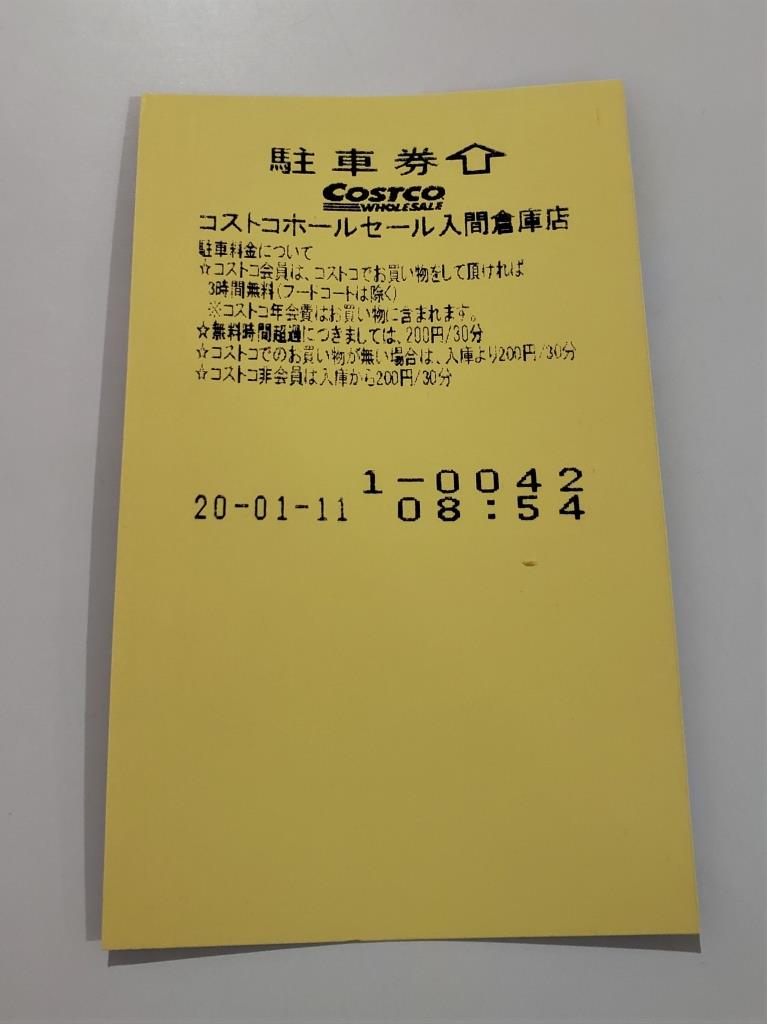 駐車券⇧
COSTCO
WHOLESALE
コストコホールセール入間倉庫店
駐車料金について
☆コストコ会員は、コストコでお買い物をして頂ければ
3時間無料(フートコートは除く)
※コストコ年会費はお買い物に含まれます。
☆無料時間超過につきましては、200円/30分
☆コストコでのお買い物が無い場合は、入庫より200円/30分
☆コストコ非会員は入庫から200円/30分
1-0042
20-01-11 08:54